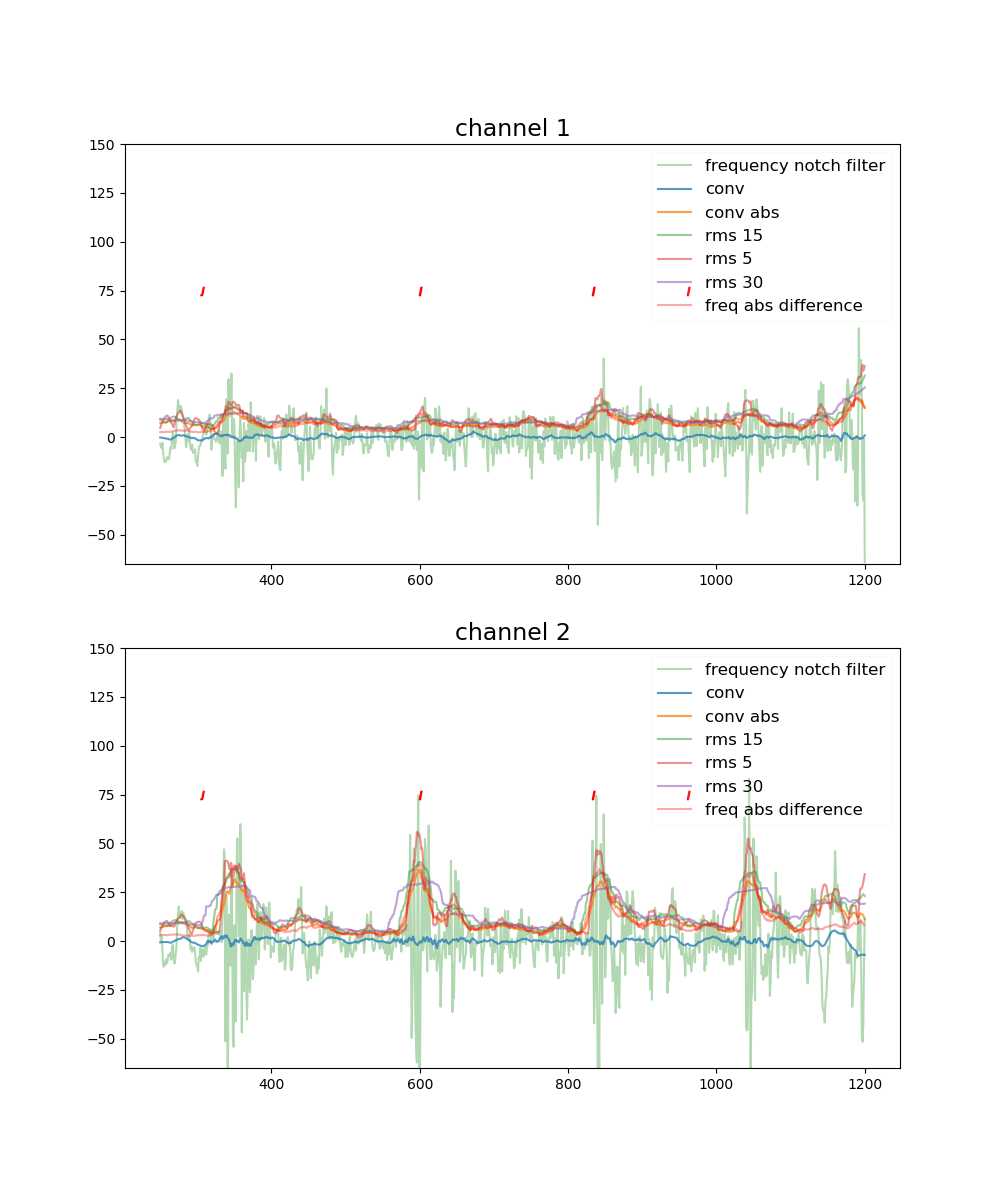 channel 1
150
125
100
75
50
25
0
−25
−50
400
600
800
1000
1200
frequency notch filter
conv
conv abs
rms 15
rms 5
rms 30
freq abs difference
channel 2
150
125
100
75
50
25
0
−25
−50
400
600
800
1000
1200
frequency notch filter
conv
conv abs
rms 15
rms 5
rms 30
freq abs difference